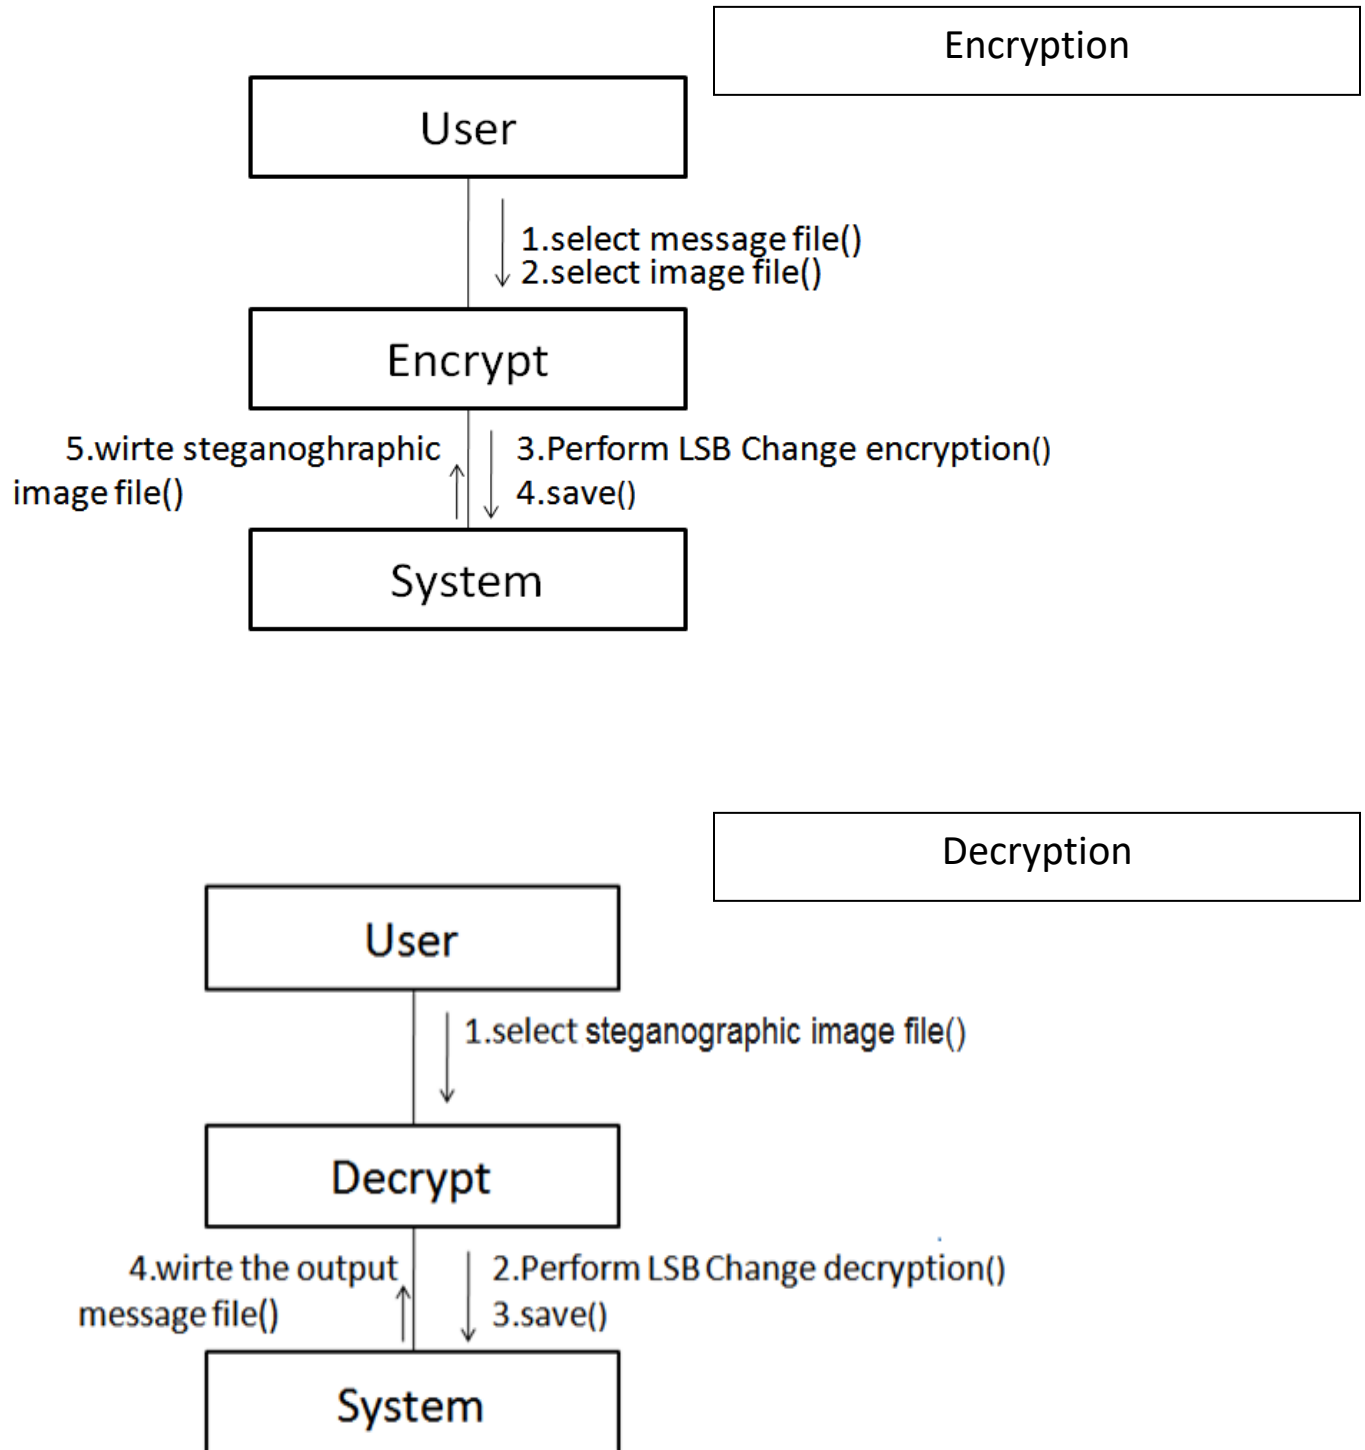 Encryption
User
1.select message file()
2.select image file()
Encrypt
5.wirte steganoghraphic
image file()
3.Perform LSB Change encryption()
4.save()
System
Decryption
User
1.select steganographic image file()
Decrypt
4.wirte the output
message file()
2.Perform LSB Change decryption()
3.save()
System